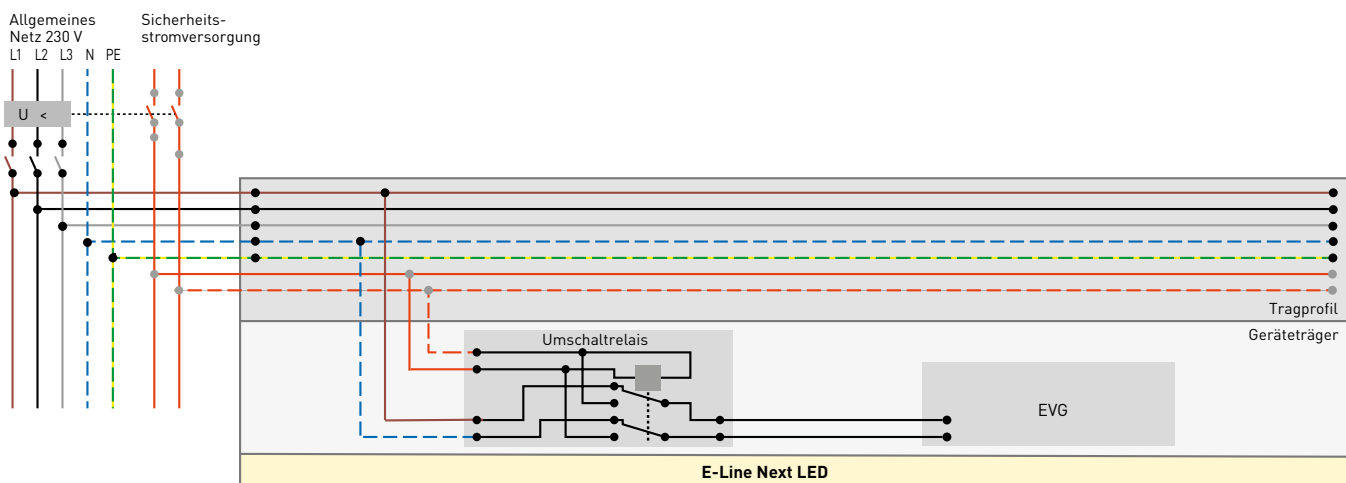 Allgemeines
Netz 230 V
L1 L2 L3 N PE
Sicherheits-
stromversorgung
U <
Tragprofil
Geräteträger
Umschaltrelais
EVG
E-Line Next LED